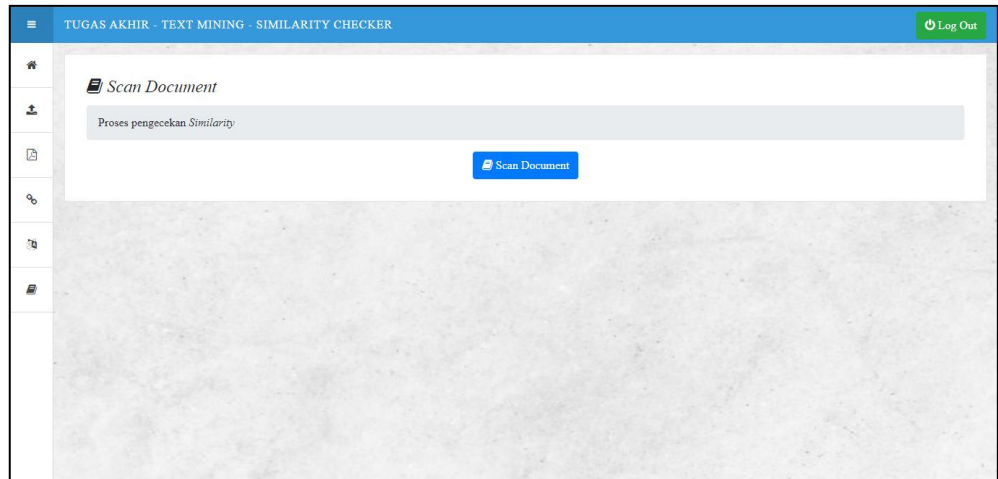 TUGAS AKHIR - TEXT MINING - SIMILARITY CHECKER
Log Out
Scan Document
Proses pengecekan Similarity
Scan Document